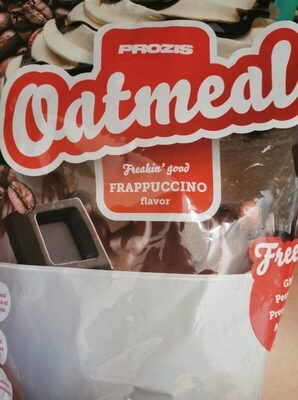 PROZIS
Oatmeal
Freakin' good
FRAPPUCCINO
flavor
Free